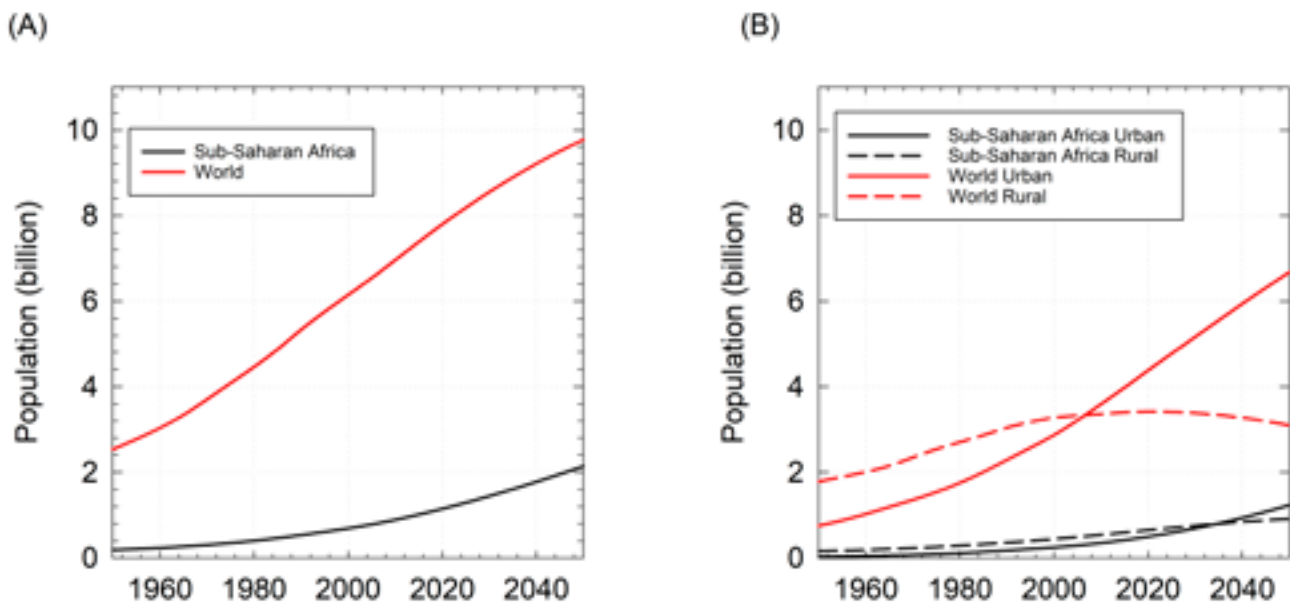 (A)
Population (billion)
10
8
6
4
2
0
Sub-Saharan Africa
World
1960 1980 2000 2020 2040
(B)
Population (billion)
10
8
6
4
2
0
Sub-Saharan Africa Urban
Sub-Saharan Africa Rural
World Urban
World Rural
1960 1980 2000 2020 2040